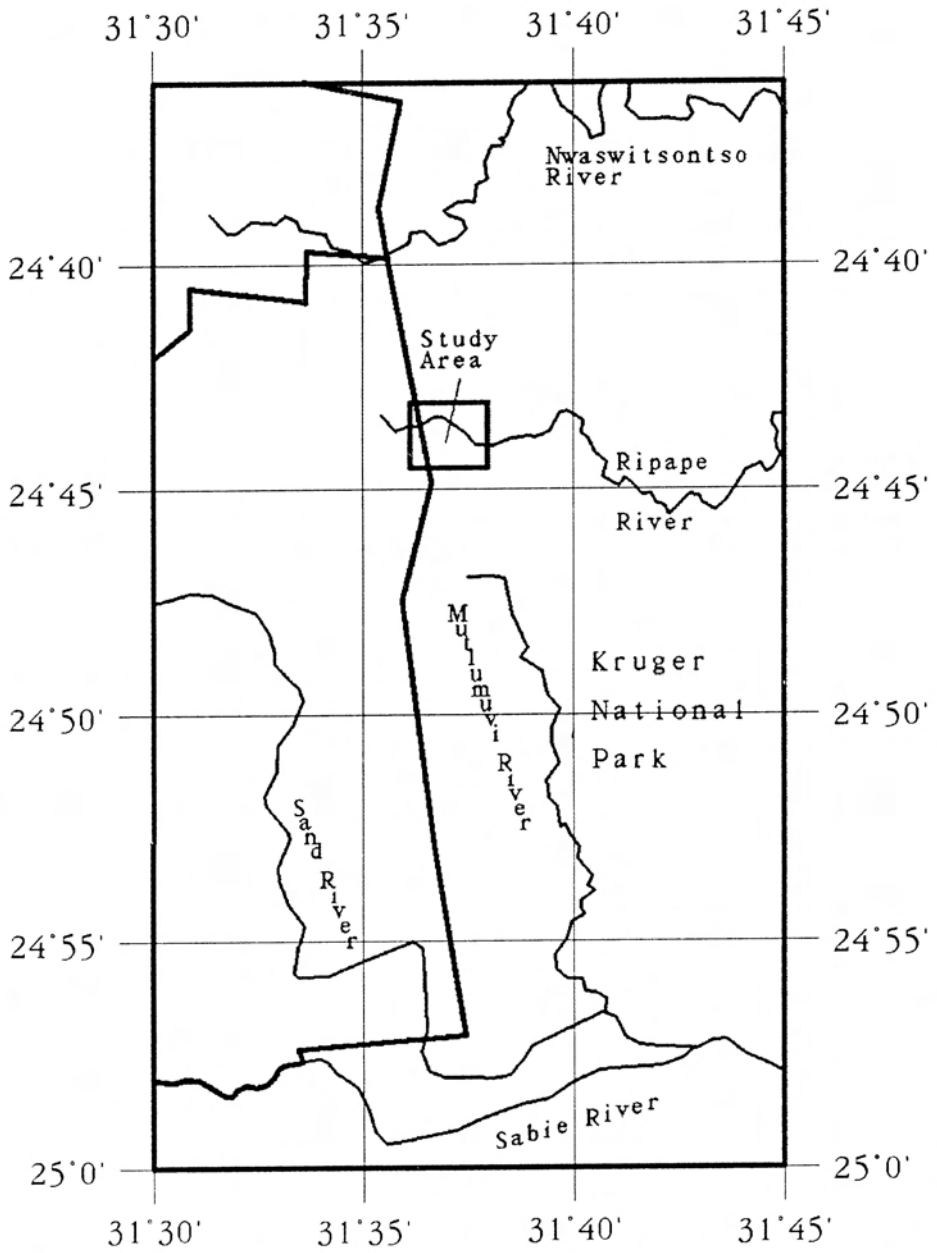 31°30' 31°35' 31°40' 31°45'
Nwaswitsontso
River
24°40' 24°40'
Study
Area
Ripape
24°45' 24°45'
River
Mutlumuvi River
Kruger
24°50' National 24°50'
Park
Sand River
24°55' 24°55'
Sabie River
25°0' 25°0'
31°30' 31°35' 31°40' 31°45'